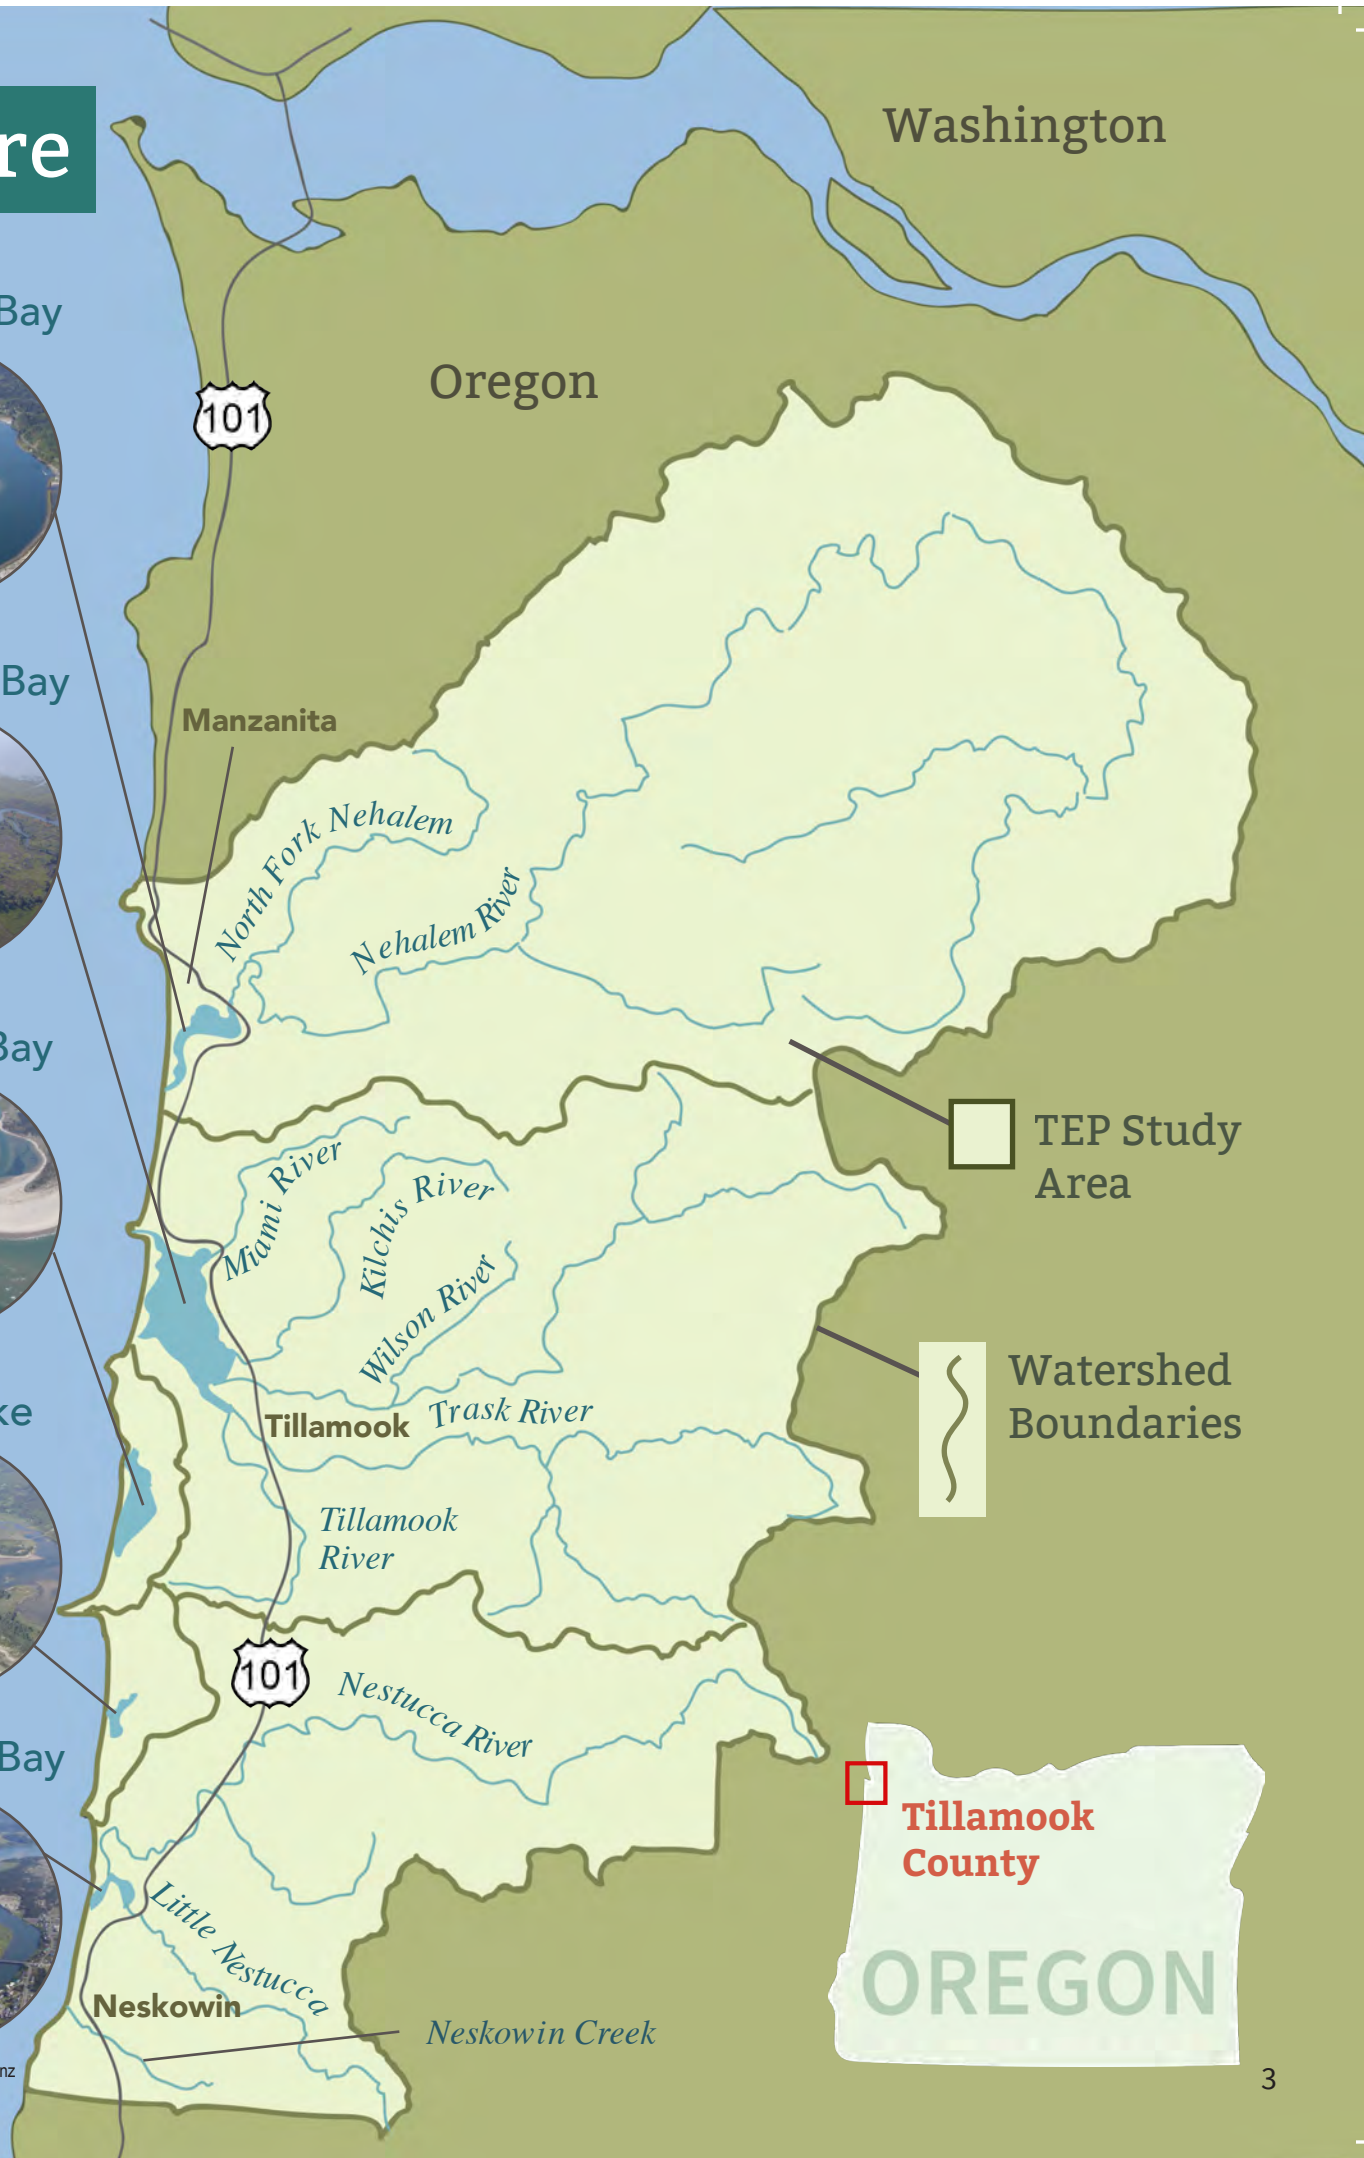 re
Washington
Bay
Oregon
101
Bay
Manzanita
North Fork Nehalem
Nehalem River
Bay
TEP Study
Area
Miami River
Kilchis River
Wilson River
Watershed
Boundaries
ke
Tillamook
Trask River
Tillamook
River
101
Nestucca River
Bay
Tillamook
County
Little Nestucca
OREGON
Neskowin
Neskowin Creek
nz
3